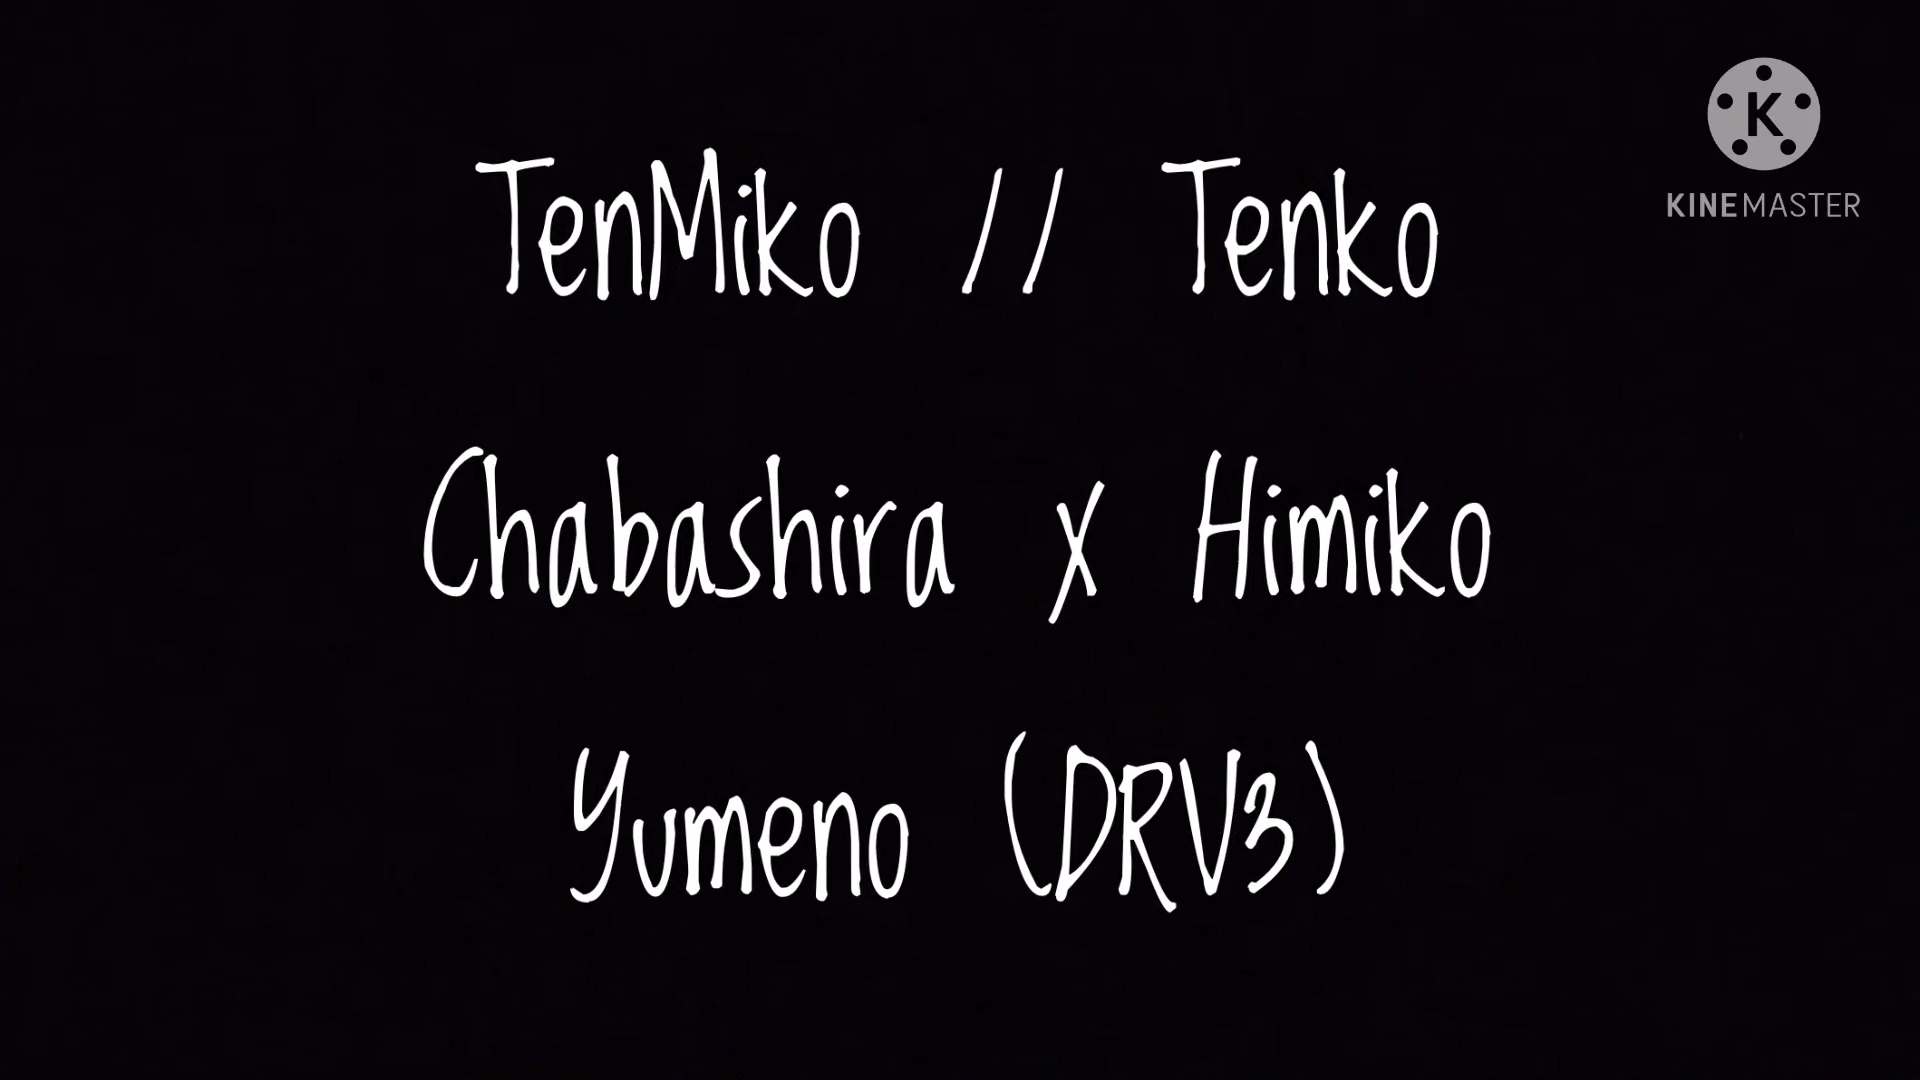 TenMiko // Tenko
Chabashira x Himiko
Yumeno (DRV3)
K
KINEMASTER